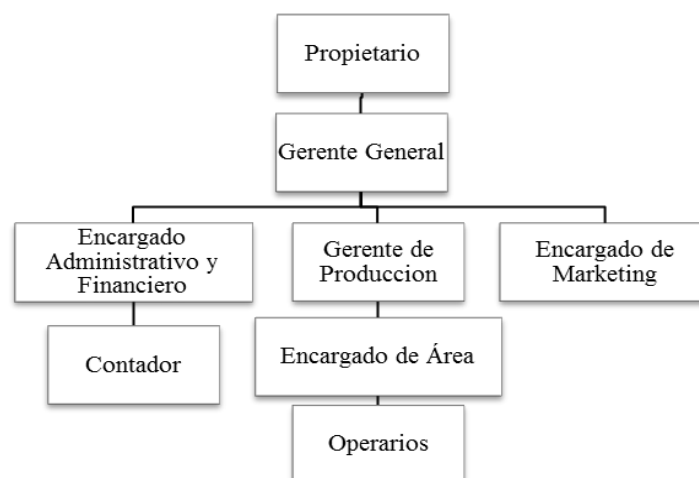 Propietario
Gerente General
Encargado
Administrativo y
Financiero
Gerente de
Produccion
Encargado de
Marketing
Contador
Encargado de Área
Operarios